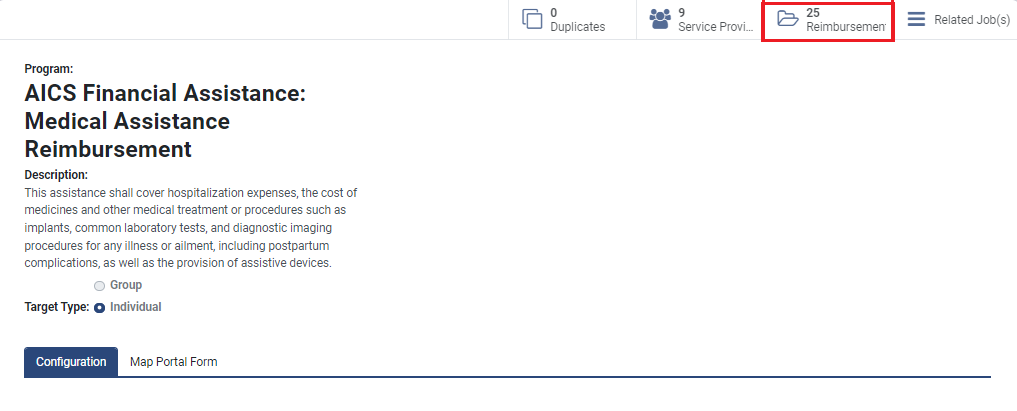 0
Duplicates
9
Service Provi...
25
Reimbursement
Related Job(s)
Program:
AICS Financial Assistance:
Medical Assistance
Reimbursement
Description:
This assistance shall cover hospitalization expenses, the cost of
medicines and other medical treatment or procedures such as
implants, common laboratory tests, and diagnostic imaging
procedures for any illness or ailment, including postpartum
complications, as well as the provision of assistive devices.
Group
Target Type: Individual
Configuration Map Portal Form